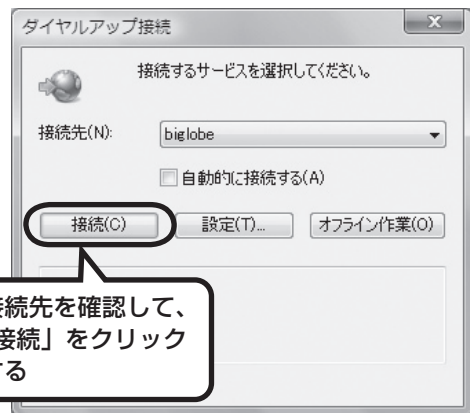 ダイヤルアップ接続
接続するサービスを選択してください。
接続先(N):
biglobe
自動的に接続する(A)
接続(C)
設定(T)...
オフライン作業(O)
接続先を確認して、
接続」をクリック
する